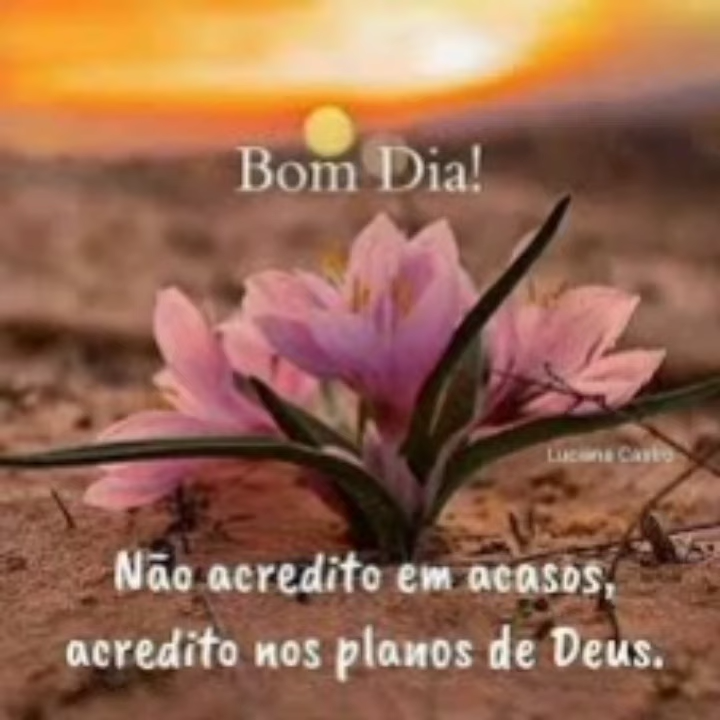 Bom Dia!
Luciana Castro
Não acredito em acasos,
acredito nos planos de Deus.